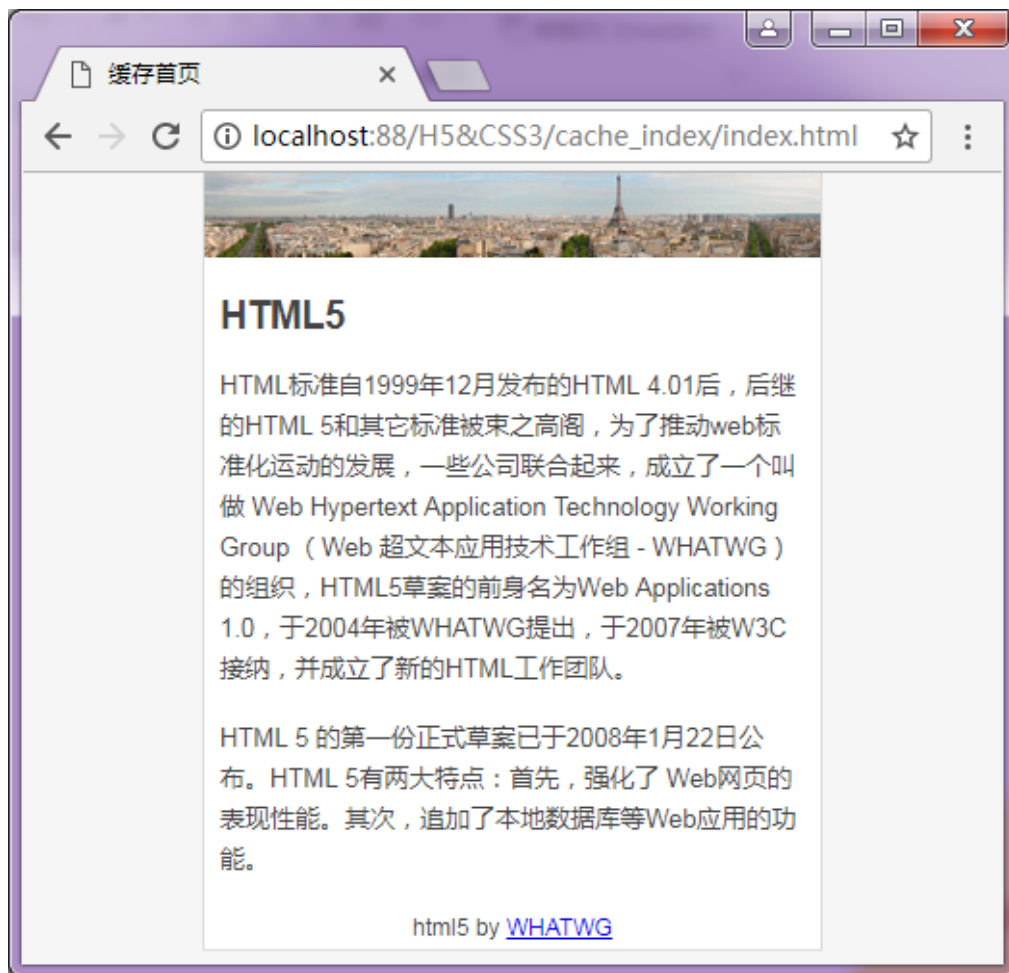 缓存首页
localhost:88/H5&CSS3/cache_index/index.html
HTML5
HTML标准自1999年12月发布的HTML 4.01后，后继
的HTML 5和其它标准被束之高阁，为了推动web标
准化运动的发展，一些公司联合起来，成立了一个叫
做 Web Hypertext Application Technology Working
Group （Web 超文本应用技术工作组 - WHATWG）
的组织，HTML5草案的前身名为Web Applications
1.0，于2004年被WHATWG提出，于2007年被W3C
接纳，并成立了新的HTML工作团队。
HTML 5 的第一份正式草案已于2008年1月22日公
布。HTML 5有两大特点：首先，强化了 Web网页的
表现性能。其次，追加了本地数据库等Web应用的功
能。
html5 by WHATWG